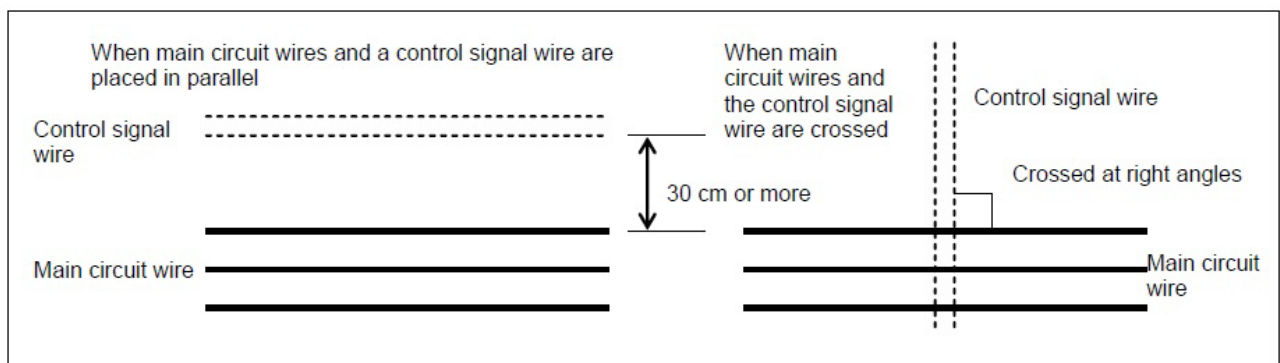 When main circuit wires and a control signal wire are
placed in parallel
Control signal
wire
30 cm or more
Main circuit wire
When main
circuit wires and
the control signal
wire are crossed
Control signal wire
Crossed at right angles
Main circuit
wire